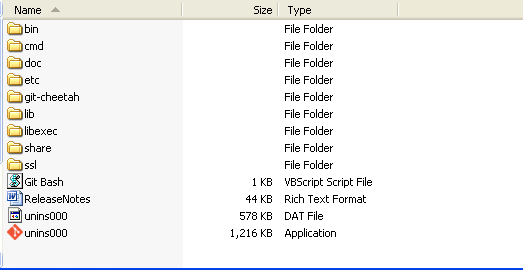 Name Size Type
bin File Folder
cmd File Folder
doc File Folder
etc File Folder
git-cheetah File Folder
lib File Folder
libexec File Folder
share File Folder
ssl File Folder
Git Bash 1 KB VBScript Script File
ReleaseNotes 44 KB Rich Text Format
unins000 578 KB DAT File
unins000 1,216 KB Application